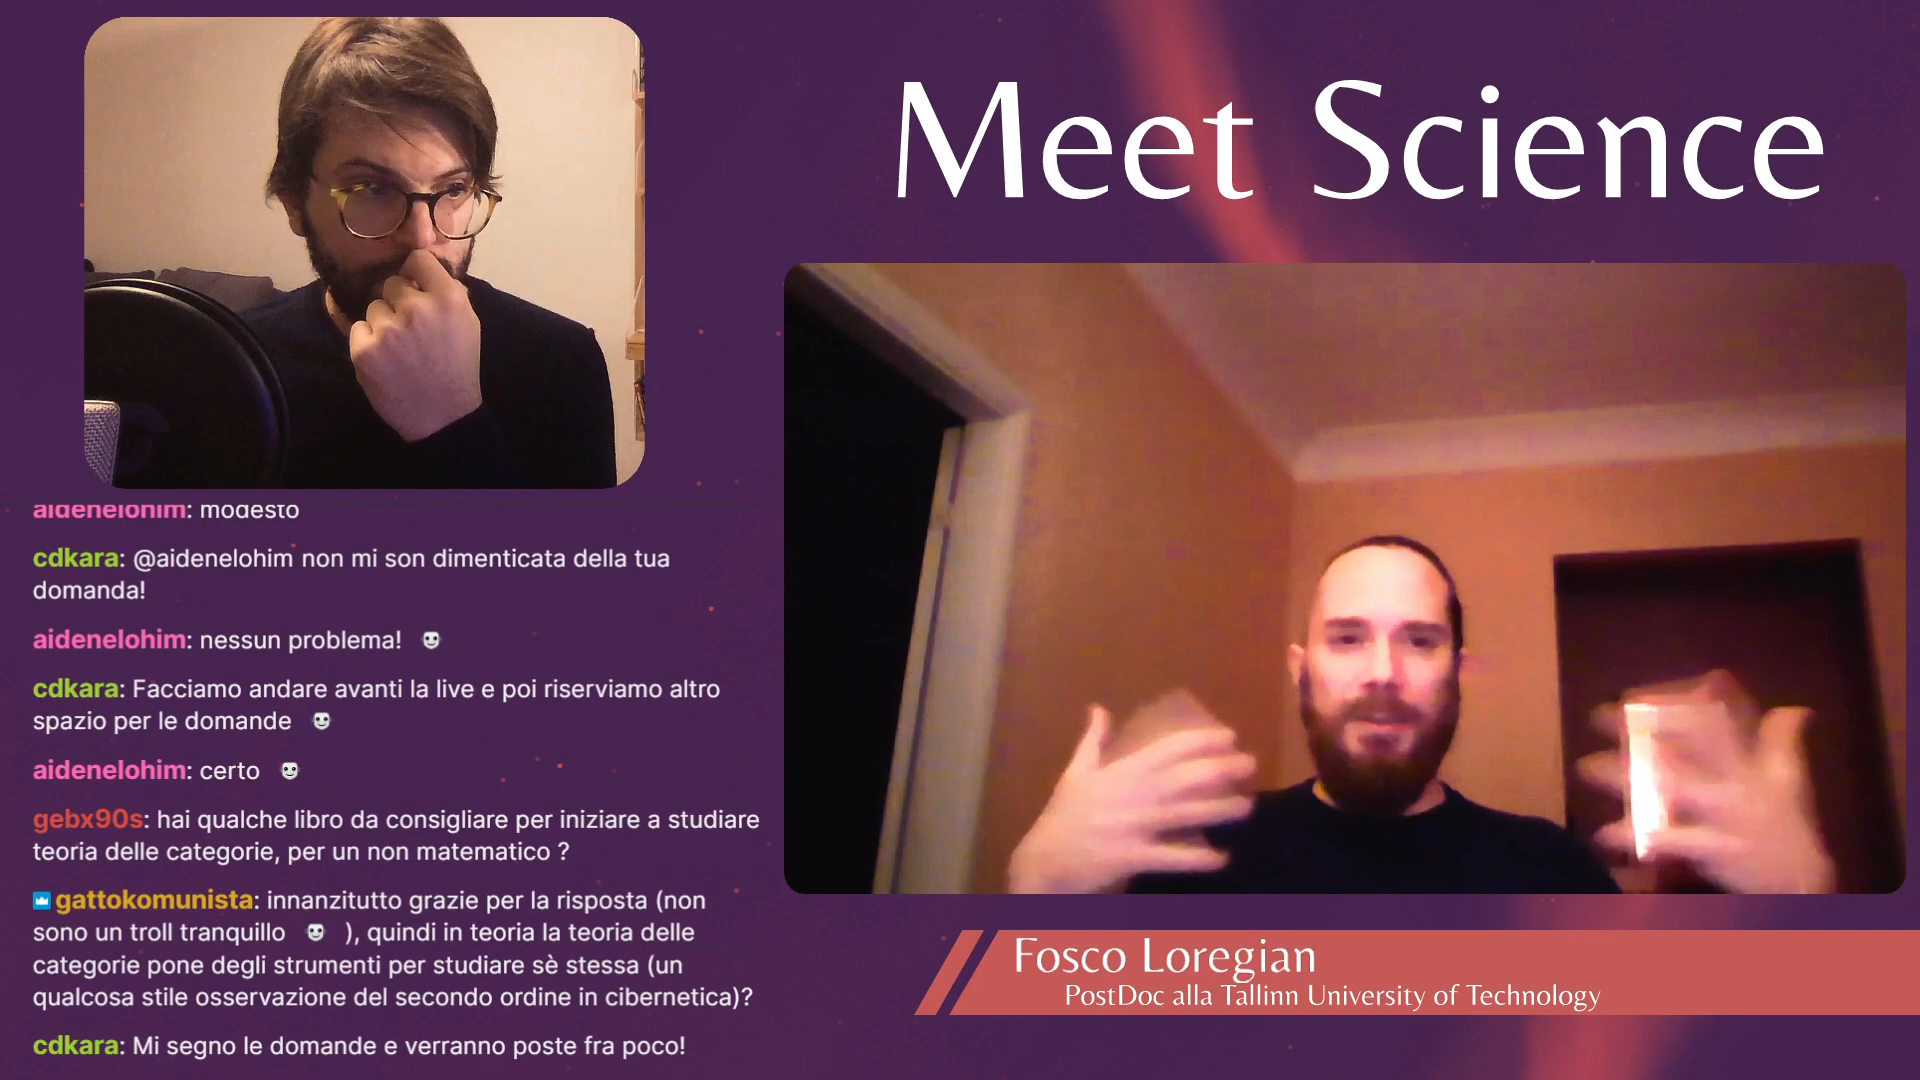 Meet Science
aidenelohim: modesto
cdkara: @aidenelohim non mi son dimenticata della tua
domanda!
aidenelohim: nessun problema!
cdkara: Facciamo andare avanti la live e poi riserviamo altro
spazio per le domande
aidenelohim: certo
gebx90s: hai qualche libro da consigliare per iniziare a studiare
teoria delle categorie, per un non matematico ?
gattokomunista: innanzitutto grazie per la risposta (non
sono un troll tranquillo ), quindi in teoria la teoria delle
categorie pone degli strumenti per studiare sè stessa (un
qualcosa stile osservazione del secondo ordine in cibernetica)?
cdkara: Mi segno le domande e verranno poste fra poco!
Fosco Loregian
PostDoc alla Tallinn University of Technology